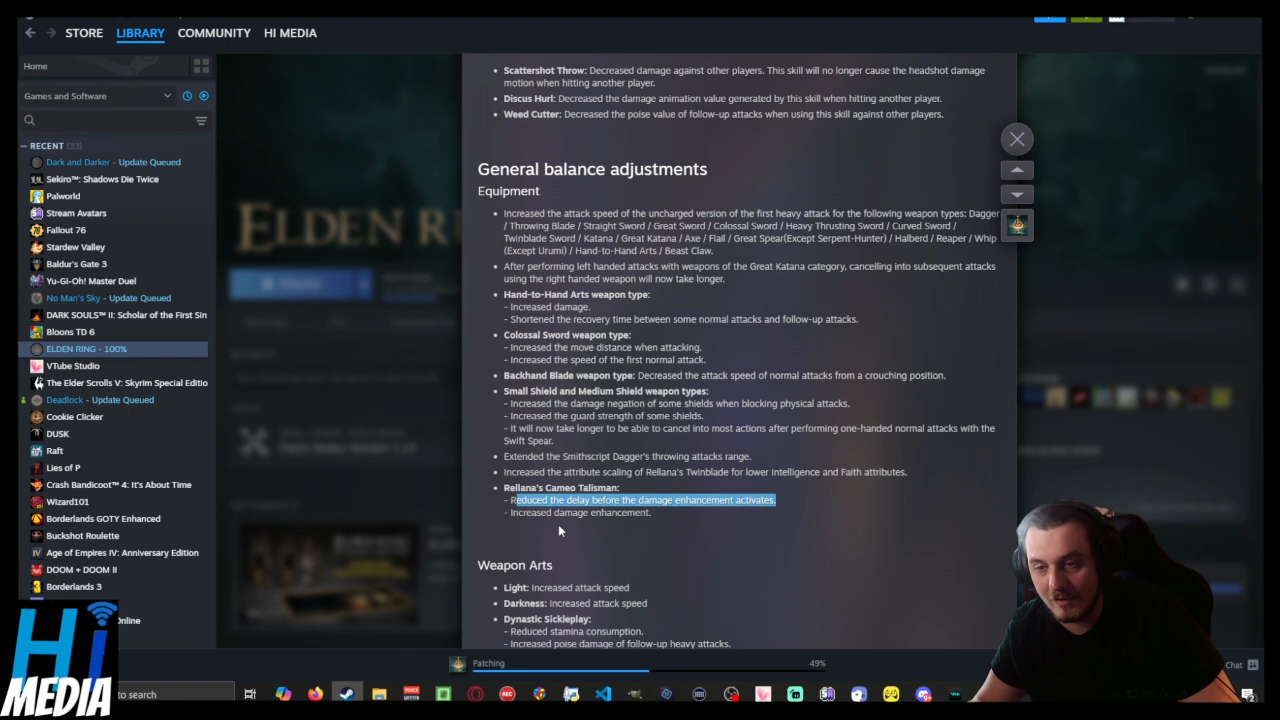 STORE LIBRARY COMMUNITY HI MEDIA
Home
Games and Software
RECENT (33)
Dark and Darker - Update Queued
Sekiro™: Shadows Die Twice
Palworld
Stream Avatars
Fallout 76
Stardew Valley
Baldur's Gate 3
Yu-Gi-Oh! Master Duel
No Man's Sky - Update Queued
DARK SOULS™ II: Scholar of the First Sin
Bloons TD 6
ELDEN RING - 100%
VTube Studio
The Elder Scrolls V: Skyrim Special Edition
Deadlock - Update Queued
Cookie Clicker
DUSK
Raft
Lies of P
Crash Bandicoot™ 4: It's About Time
Wizard101
Borderlands GOTY Enhanced
Buckshot Roulette
Age of Empires IV: Anniversary Edition
DOOM + DOOM II
Borderlands 3
Online
ELDEN R
• Scattershot Throw: Decreased damage against other players. This skill will no longer cause the headshot damage
motion when hitting another player.
• Discus Hurl: Decreased the damage animation value generated by this skill when hitting another player.
• Weed Cutter: Decreased the poise value of follow-up attacks when using this skill against other players.
General balance adjustments
Equipment
• Increased the attack speed of the uncharged version of the first heavy attack for the following weapon types: Dagger
/ Throwing Blade / Straight Sword / Great Sword / Colossal Sword / Heavy Thrusting Sword / Curved Sword /
Twinblade Sword / Katana / Great Katana / Axe / Flail / Great Spear(Except Serpent-Hunter) / Halberd / Reaper / Whip
(Except Urumi) / Hand-to-Hand Arts / Beast Claw.
• After performing left handed attacks with weapons of the Great Katana category, cancelling into subsequent attacks
using the right handed weapon will now take longer.
• Hand-to-Hand Arts weapon type:
- Increased damage.
- Shortened the recovery time between some normal attacks and follow-up attacks.
• Colossal Sword weapon type:
- Increased the move distance when attacking.
- Increased the speed of the first normal attack.
• Backhand Blade weapon type: Decreased the attack speed of normal attacks from a crouching position.
• Small Shield and Medium Shield weapon types:
- Increased the damage negation of some shields when blocking physical attacks.
- Increased the guard strength of some shields.
- It will now take longer to be able to cancel into most actions after performing one-handed normal attacks with the
Swift Spear.
• Extended the Smithscript Dagger's throwing attacks range.
• Increased the attribute scaling of Rellana's Twinblade for lower Intelligence and Faith attributes.
• Rellana's Cameo Talisman:
- Reduced the delay before the damage enhancement activates.
- Increased damage enhancement.
Weapon Arts
• Light: Increased attack speed
• Darkness: Increased attack speed
• Dynastic Sickleplay:
- Reduced stamina consumption.
- Increased poise damage of follow-up heavy attacks.
Patching 49%
Chat
Hi
MEDIA
to search
REC